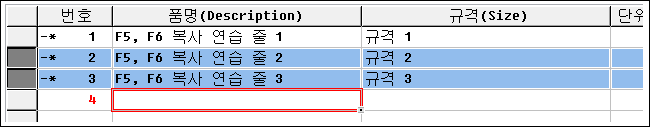 번호 품명(Description) 규격(Size) 단위
-* 1 F5, F6 복사 연습 줄 1 규격 1
-* 2 F5, F6 복사 연습 줄 2 규격 2
-* 3 F5, F6 복사 연습 줄 3 규격 3
4